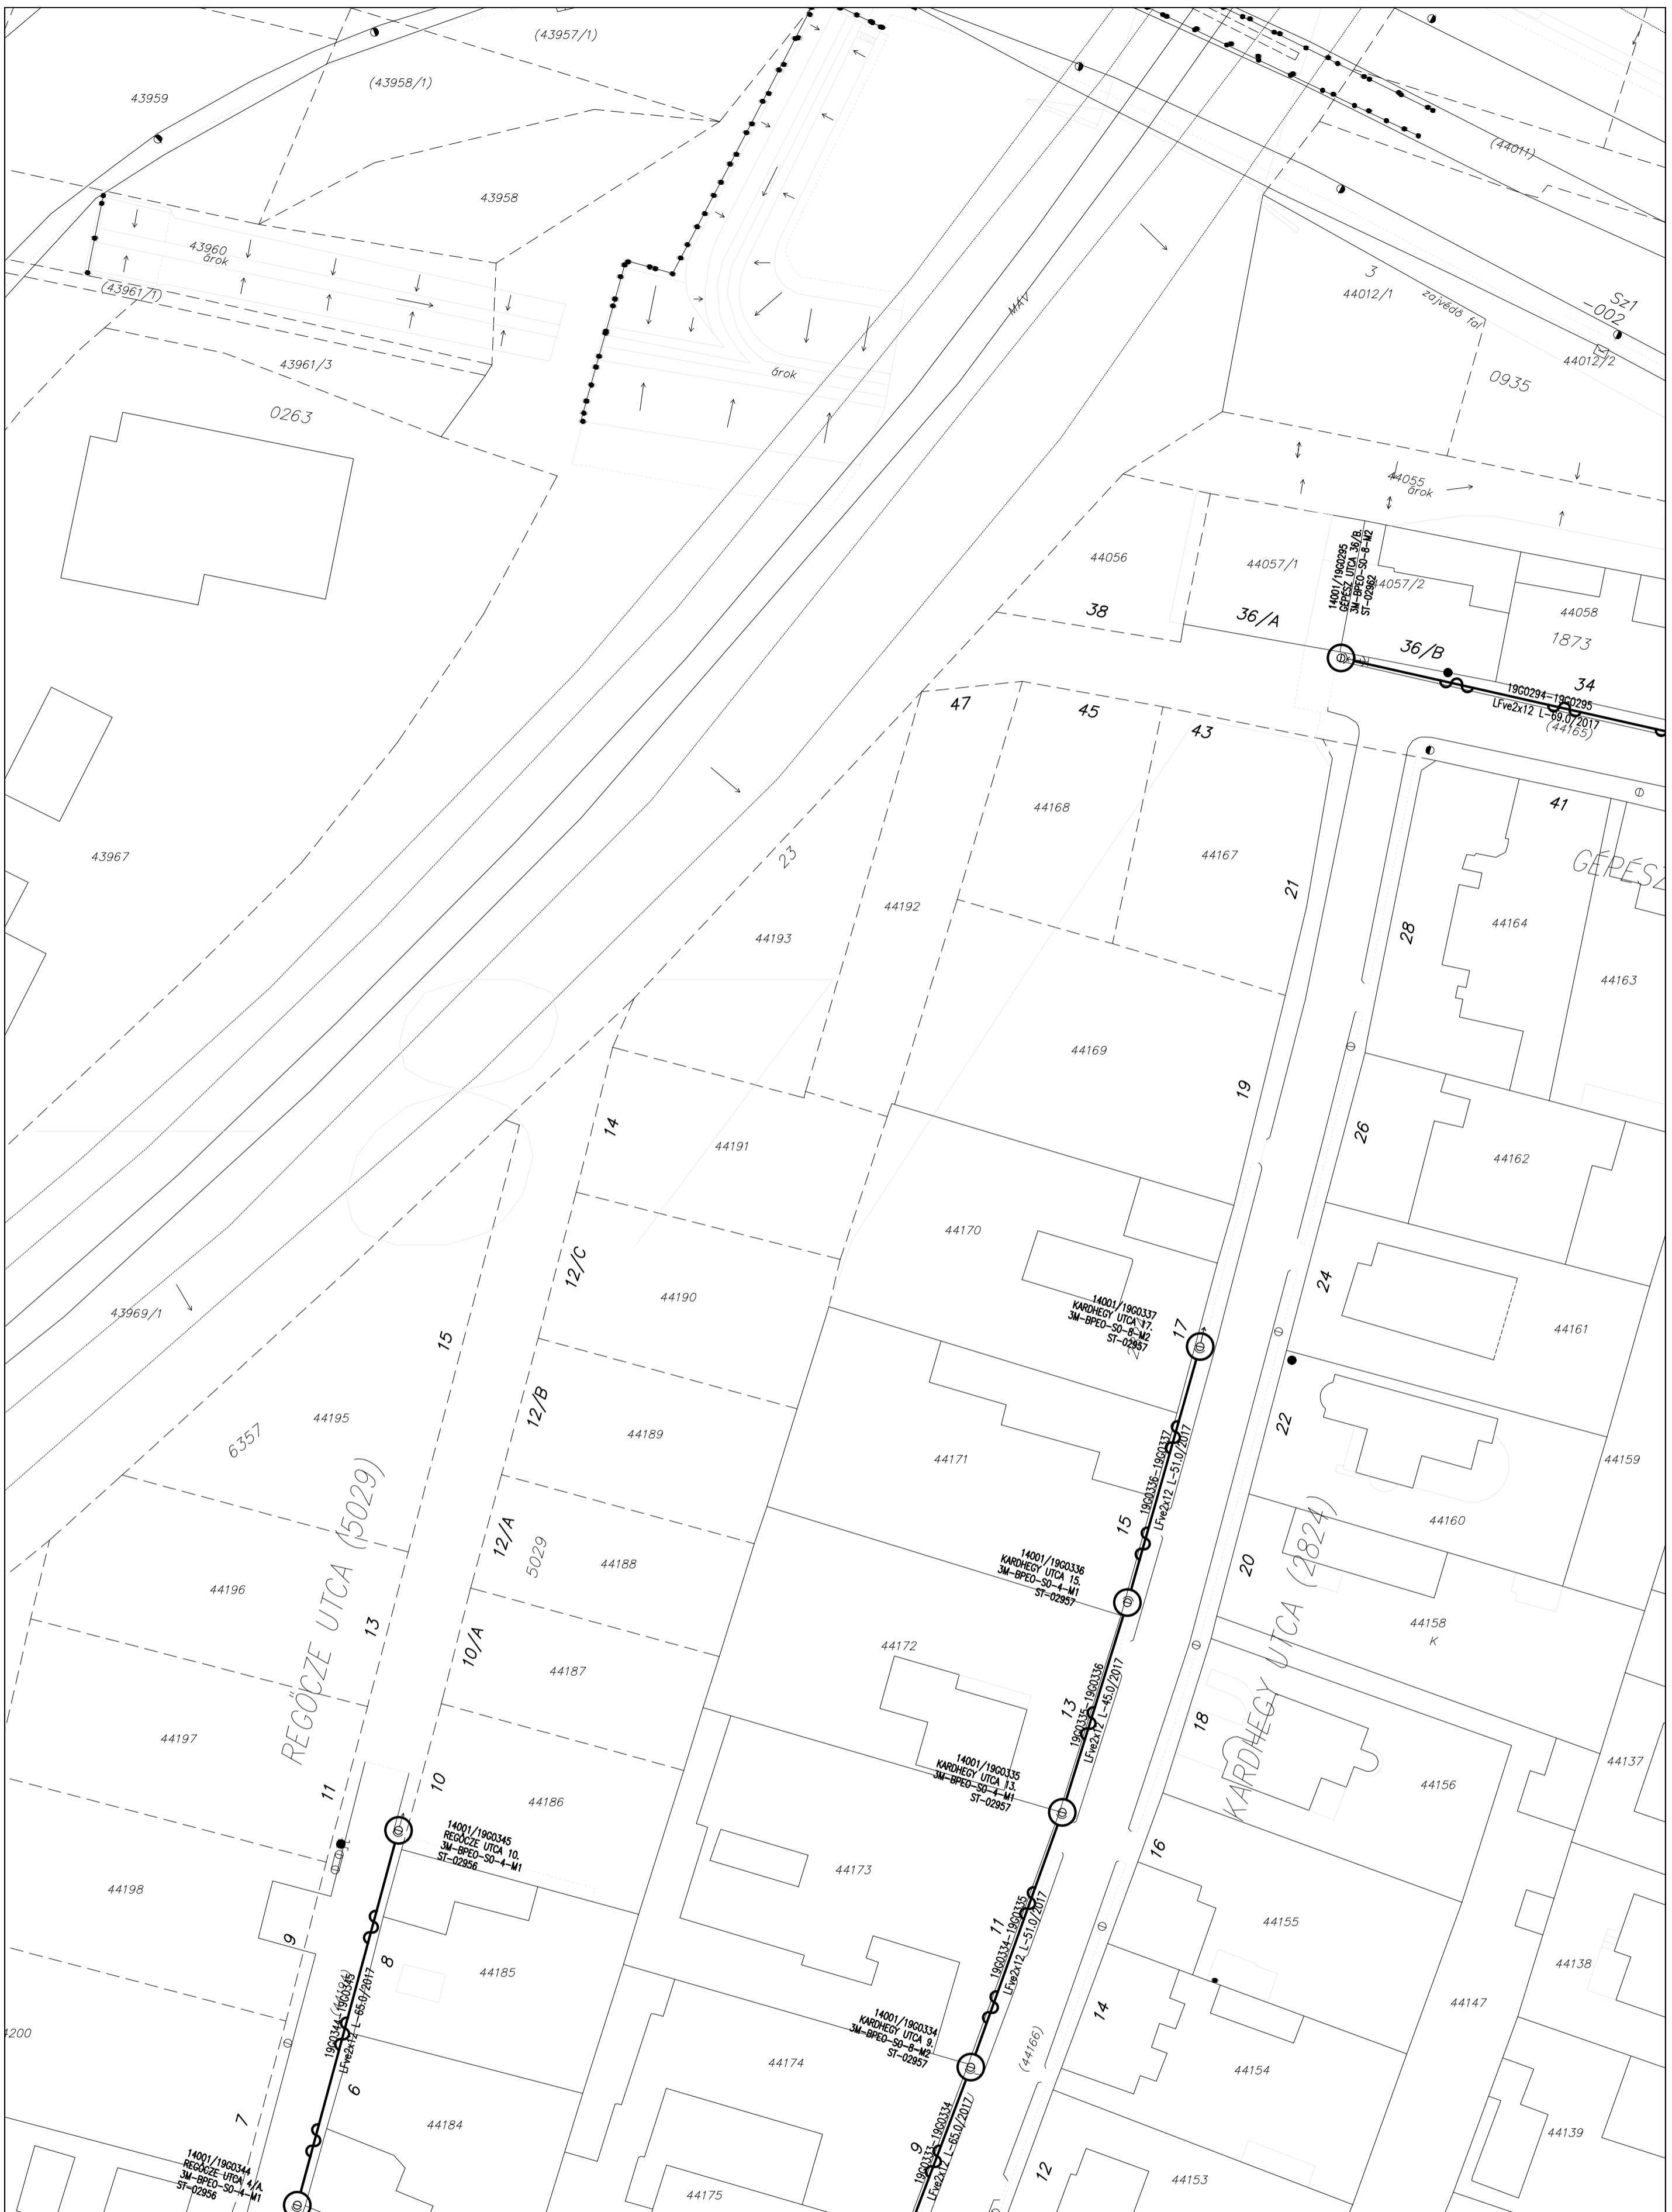 (43957/1)
43959
(43958/1)
43958
(44011)
43960
árok
(43961/1)
43961/3
0263
árok
MÁV
3
44012/1
zajvédő fal
Sz1
-002
44012/2
0935
44055
árok
44056
44057/1
14001/19G0295
GÉPÉSZ UTCA 36/B.
3M-BPEO-SO-8-M2
ST-02962
44057/2
44058
1873
38
36/A
36/B
34
19G0294-19G0295
LFve2x12 L-69.0/2017
(44165)
47
45
43
41
43967
23
44168
44167
21
28
44164
GÉPÉSZ
44163
44192
44193
44169
19
26
44162
14
44191
44170
12/C
44190
24
44161
43969/1
15
14001/19G0337
KARDHEGY UTCA 17.
3M-BPEO-SO-8-M2
ST-02957
17
22
44159
12/B
44195
6357
44189
44171
19G0336-19G0337
LFve2x12 L-51.0/2017
15
44160
REGŐCZE UTCA (5029)
12/A
5029
44188
14001/19G0336
KARDHEGY UTCA 15.
3M-BPEO-SO-4-M1
ST-02957
20
KARDHEGY UTCA (2824)
44158
K
44196
13
10/A
44187
44172
13
19G0335-19G0336
LFve2x12 L-45.0/2017
18
44197
44137
11
10
44186
14001/19G0335
KARDHEGY UTCA 13.
3M-BPEO-SO-4-M1
ST-02957
44156
14001/19G0345
REGŐCZE UTCA 10.
3M-BPEO-SO-4-M1
ST-02956
16
44198
44173
9
8
11
19G0334-19G0335
LFve2x12 L-51.0/2017
44155
44185
44138
14
44147
19G0344-19G0345
LFve2x12 L-65.0/2017
14001/19G0334
KARDHEGY UTCA 9.
3M-BPEO-SO-8-M2
ST-02957
(44166)
44174
44154
6
7
44184
44139
9
19G0333-19G0334
LFve2x12 L-65.0/2017
12
44153
14001/19G0344
REGŐCZE UTCA 4/A.
3M-BPEO-SO-4-M1
ST-02956
44175